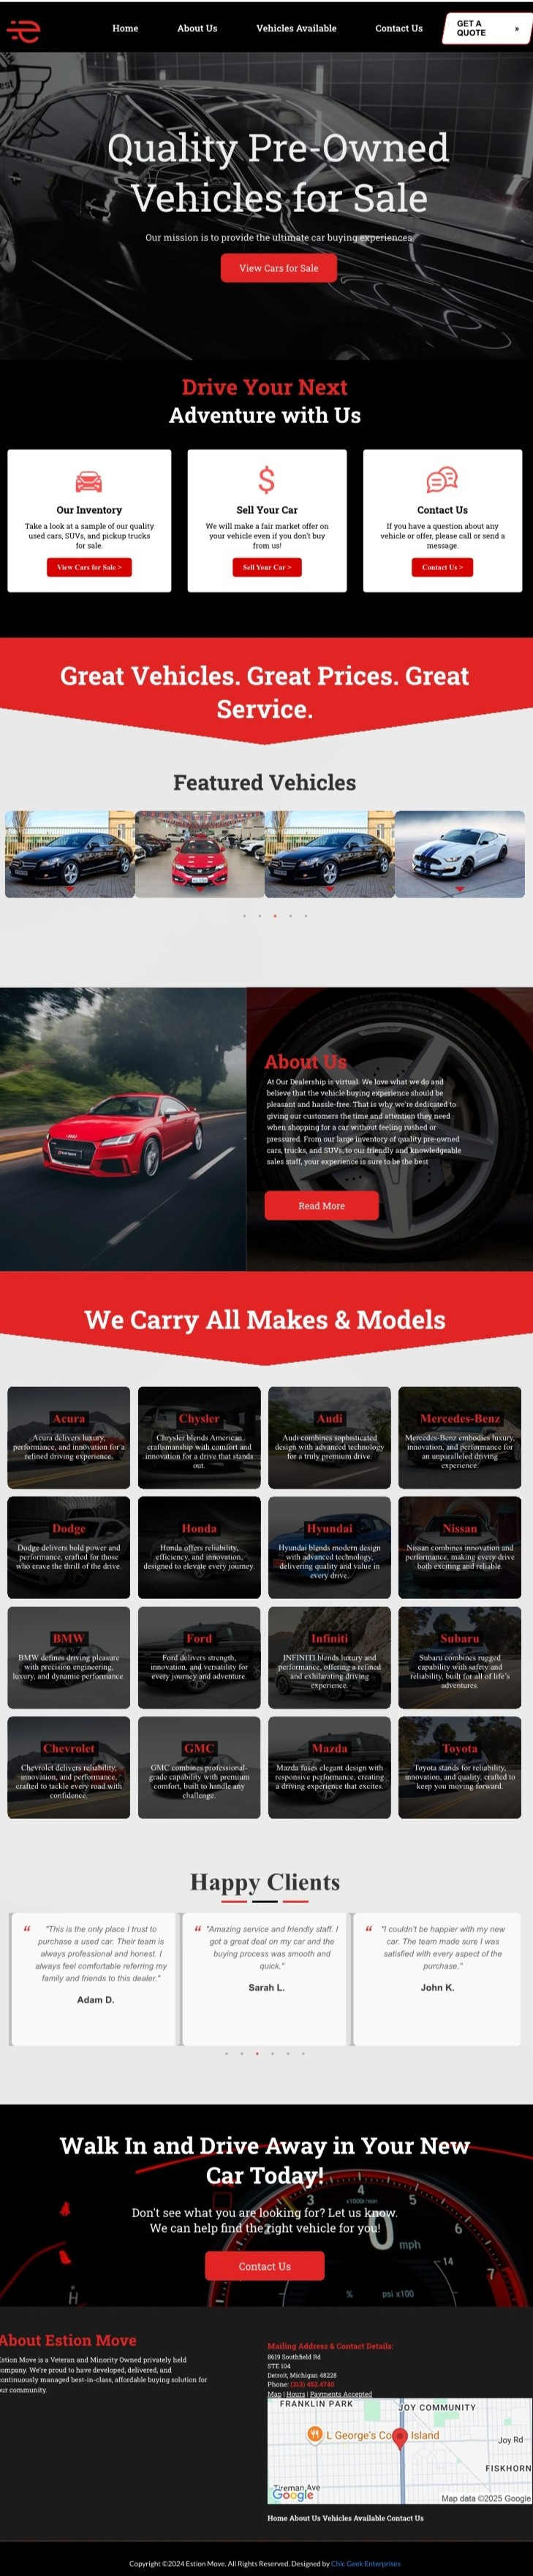 Home
About Us
Vehicles Available
Contact Us
GET A
QUOTE »
Quality Pre-Owned
Vehicles for Sale
Our mission is to provide the ultimate car buying experiences.
View Cars for Sale
Drive Your Next
Adventure with Us
Our Inventory
Take a look at a sample of our quality
used cars, SUVs, and pickup trucks
for sale.
View Cars for Sale >
Sell Your Car
We will make a fair market offer on
your vehicle even if you don't buy
from us!
Sell Your Car >
Contact Us
If you have a question about any
vehicle or offer, please call or send a
message.
Contact Us >
Great Vehicles. Great Prices. Great
Service.
Featured Vehicles
About Us
At Our Dealership is virtual. We love what we do and
believe that the vehicle buying experience should be
pleasant and hassle-free. That is why we're dedicated to
giving our customers the time and attention they need
when shopping for a car without feeling rushed or
pressured. From our large inventory of quality pre-owned
cars, trucks, and SUVs, to our friendly and knowledgeable
sales staff, your experience is sure to be the best
Read More
We Carry All Makes & Models
Acura
Acura delivers luxury,
performance, and innovation for a
refined driving experience.
Chysler
Chrysler blends American
craftsmanship with comfort and
innovation for a drive that stands
out.
Audi
Audi combines sophisticated
design with advanced technology
for a truly premium drive.
Mercedes-Benz
Mercedes-Benz embodies luxury,
innovation, and performance for
an unparalleled driving
experience.
Dodge
Dodge delivers bold power and
performance, crafted for those
who crave the thrill of the drive.
Honda
Honda offers reliability,
efficiency, and innovation,
designed to elevate every journey.
Hyundai
Hyundai blends modern design
with advanced technology,
delivering quality and value in
every drive.
Nissan
Nissan combines innovation and
performance, making every drive
both exciting and reliable.
BMW
BMW defines driving pleasure
with precision engineering,
luxury, and dynamic performance.
Ford
Ford delivers strength,
innovation, and versatility for
every journey and adventure.
Infiniti
INFINITI blends luxury and
performance, offering a refined
and exhilarating driving
experience.
Subaru
Subaru combines rugged
capability with safety and
reliability, built for all of life's
adventures.
Chevrolet
Chevrolet delivers reliability,
innovation, and performance,
crafted to tackle every road with
confidence.
GMC
GMC combines professional-
grade capability with premium
comfort, built to handle any
challenge.
Mazda
Mazda fuses elegant design with
responsive performance, creating
a driving experience that excites.
Toyota
Toyota stands for reliability,
innovation, and quality, crafted to
keep you moving forward.
Happy Clients
“ "This is the only place I trust to
purchase a used car. Their team is
always professional and honest. I
always feel comfortable referring my
family and friends to this dealer."
Adam D.
“ "Amazing service and friendly staff. I
got a great deal on my car and the
buying process was smooth and
quick."
Sarah L.
“ "I couldn't be happier with my new
car. The team made sure I was
satisfied with every aspect of the
purchase."
John K.
Walk In and Drive Away in Your New
Car Today!
Don't see what you are looking for? Let us know.
We can help find the right vehicle for you!
Contact Us
3
4
5
6
7
x1000r/min
0
mph
14
H
%
psi x100
About Estion Move
Estion Move is a Veteran and Minority Owned privately held
company. We're proud to have developed, delivered, and
continuously managed best-in-class, affordable buying solution for
our community.
Mailing Address & Contact Details:
8619 Southfield Rd
STE 104
Detroit, Michigan 48228
Phone: (313) 452.4740
Map | Hours | Payments Accepted
FRANKLIN PARK
JOY COMMUNITY
L George's Co Island
Joy Rd
FISKHORN
Tireman Ave
Google
Map data ©2025 Google
Home About Us Vehicles Available Contact Us
Copyright ©2024 Estion Move. All Rights Reserved. Designed by Chic Geek Enterprises